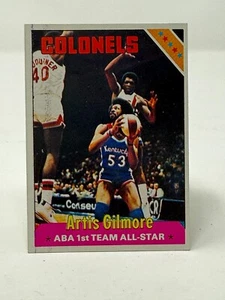 COLONELS
40
Kentucky
53
Artis Gilmore
ABA 1st TEAM ALL-STAR